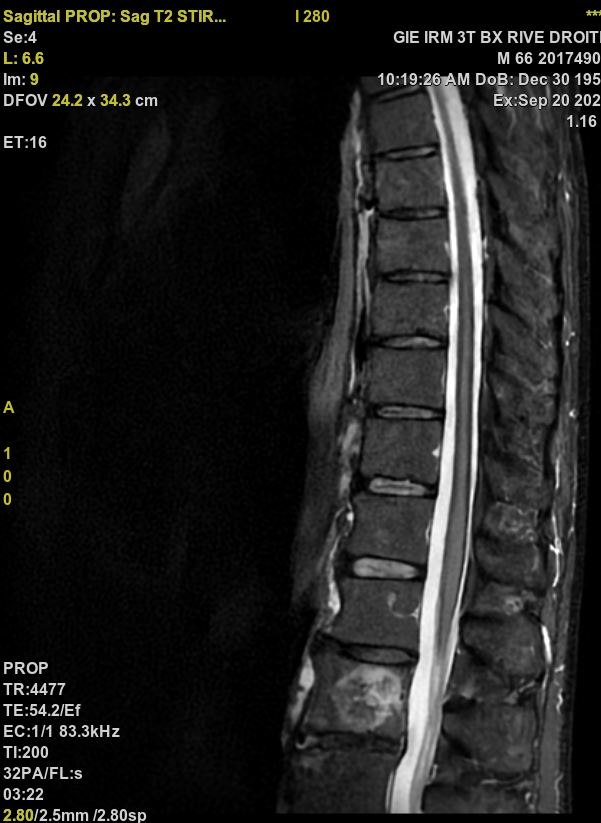 Sagittal PROP: Sag T2 STIR...
Se:4
L: 6.6
Im: 9
DFOV 24.2 x 34.3 cm
ET:16
I 280
***
GIE IRM 3T BX RIVE DROITI
M 66 2017490
10:19:26 AM DoB: Dec 30 195
Ex:Sep 20 202
1.16
A
1
0
0
PROP
TR:4477
TE:54.2/Ef
EC:1/1 83.3kHz
TI:200
32PA/FL:s
03:22
2.80/2.5mm /2.80sp